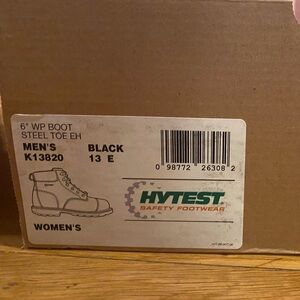 6" WP BOOT
STEEL TOE EH
MEN'S BLACK
K13820 13 E
0 98772 26308 2
HYTEST
SAFETY FOOTWEAR
WOMEN'S